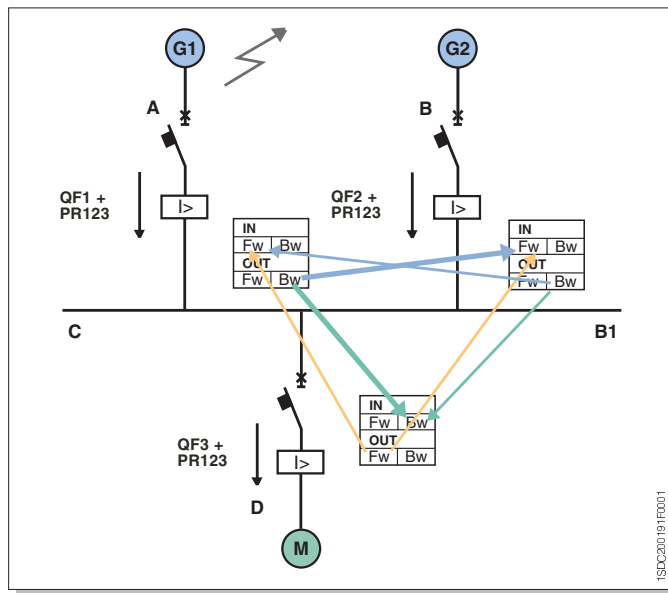 G1
G2
A
B
QF1 +
PR123
I>
QF2 +
PR123
I>
IN
Fw Bw
OUT
Fw Bw
IN
Fw Bw
OUT
Fw Bw
C
B1
QF3 +
PR123
I>
IN
Fw Bw
OUT
Fw Bw
D
M
1SDC200191F0001